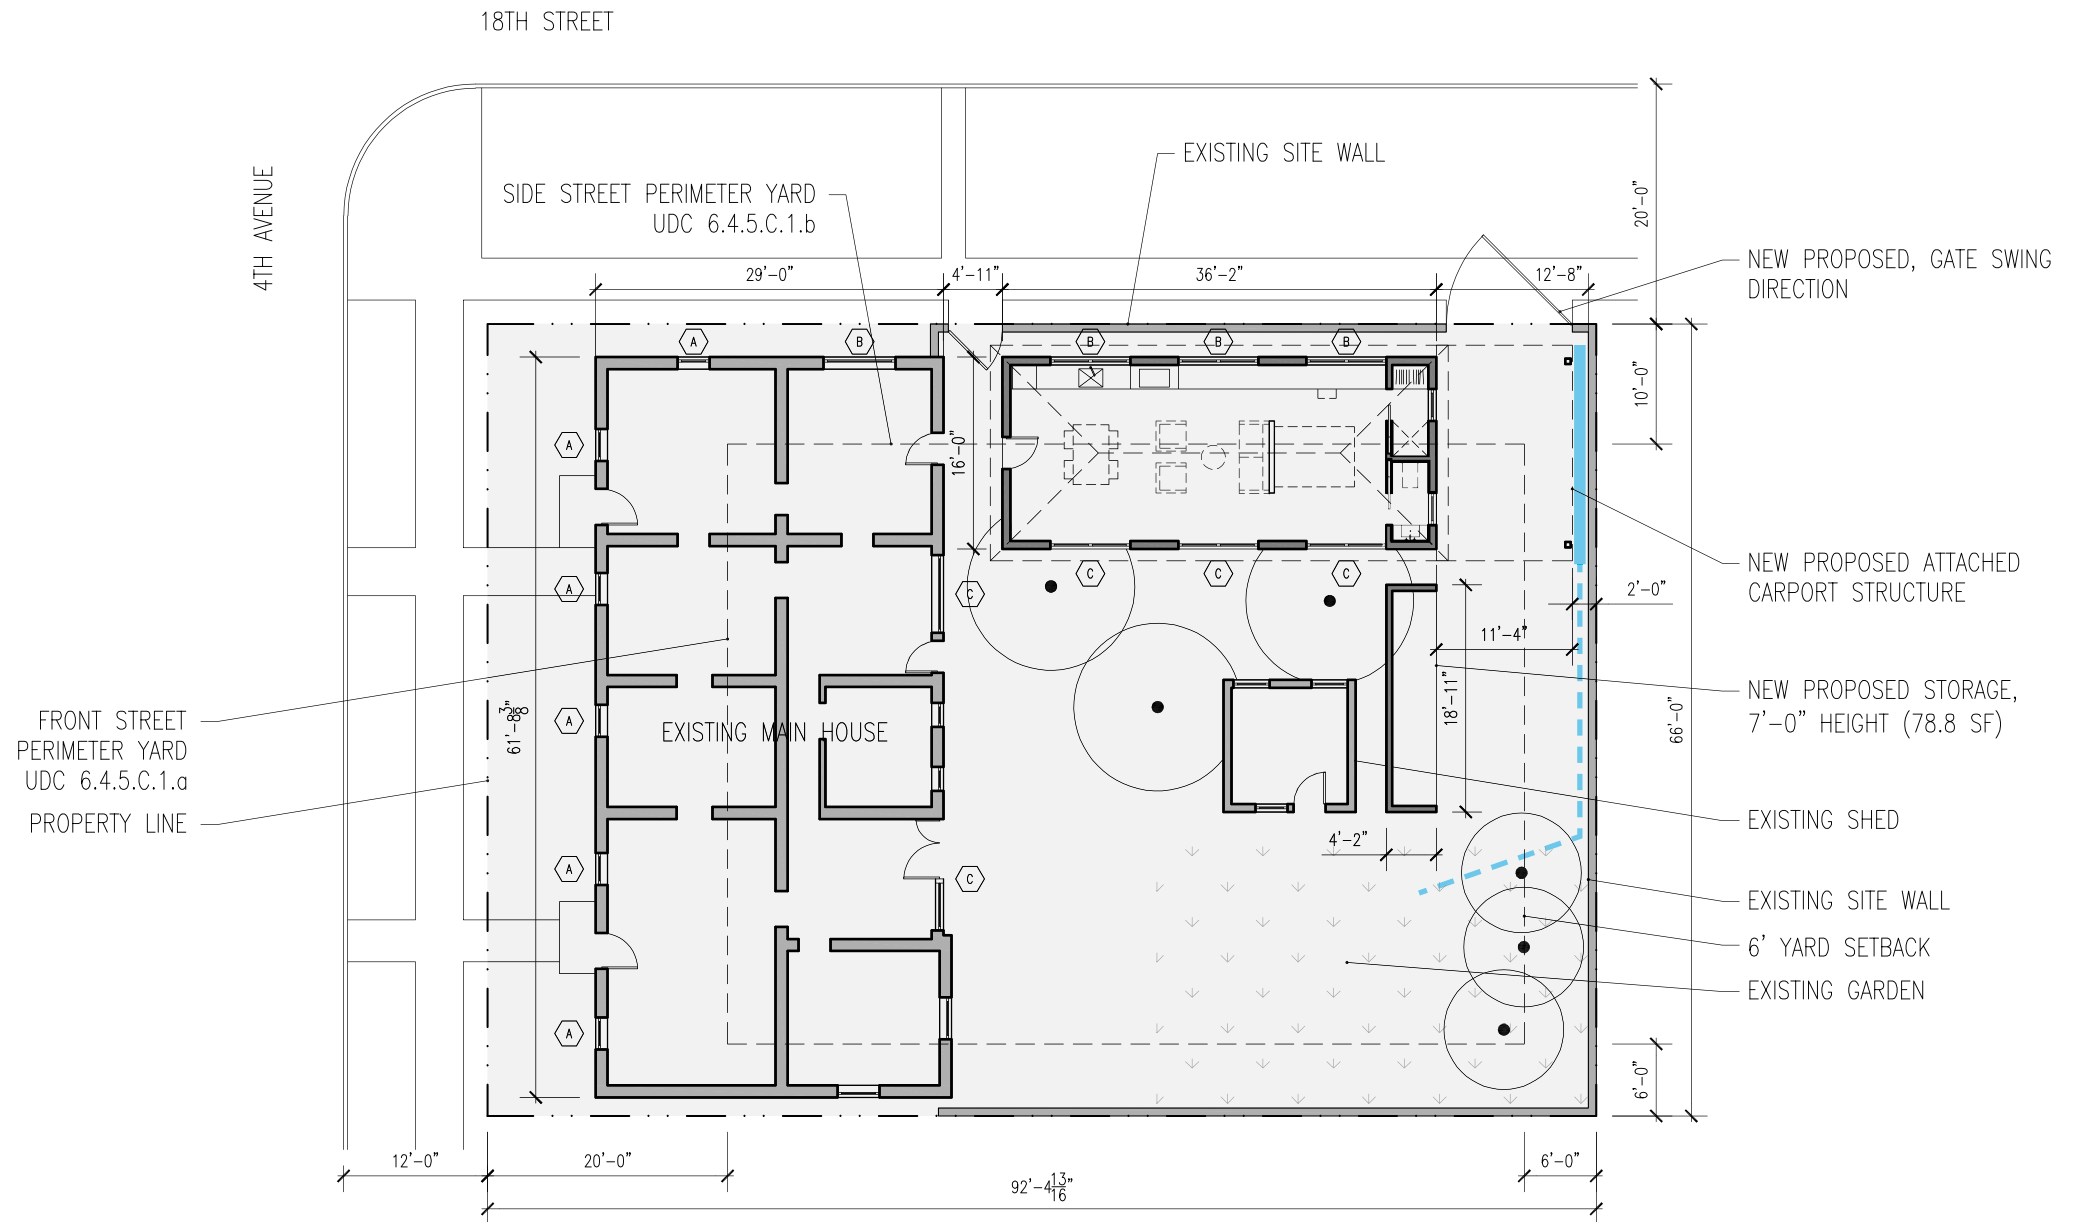 18TH STREET
4TH AVENUE
EXISTING SITE WALL
SIDE STREET PERIMETER YARD
UDC 6.4.5.C.1.b
20'-0"
NEW PROPOSED, GATE SWING
DIRECTION
29'-0"
4'-11"
36'-2"
12'-8"
A
B
B
B
B
10'-0"
A
16'-0"
NEW PROPOSED ATTACHED
CARPORT STRUCTURE
A
C
C
C
C
2'-0"
11'-4"
18'-11"
NEW PROPOSED STORAGE,
7'-0" HEIGHT (78.8 SF)
66'-0"
FRONT STREET
PERIMETER YARD
UDC 6.4.5.C.1.a
PROPERTY LINE
61'-8 3/8"
A
EXISTING MAIN HOUSE
EXISTING SHED
4'-2"
A
C
EXISTING SITE WALL
6' YARD SETBACK
EXISTING GARDEN
A
6'-0"
12'-0"
20'-0"
6'-0"
92'-4 13/16"